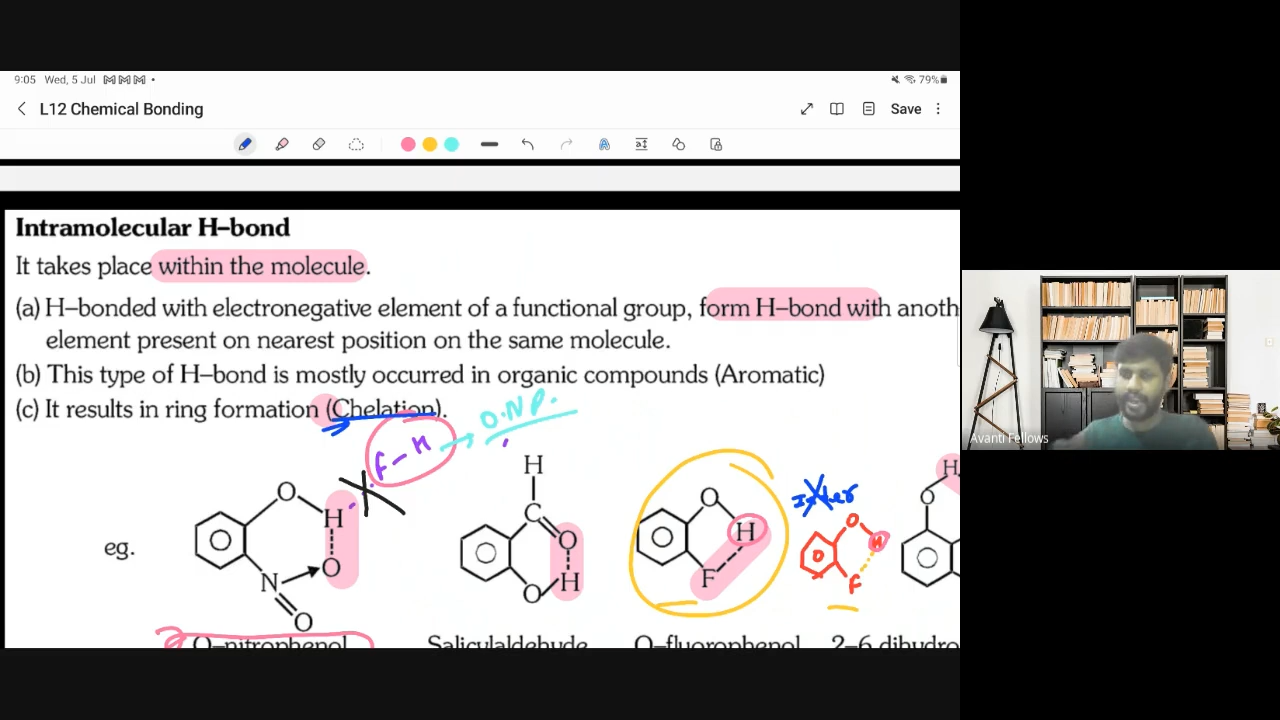 9:05 Wed, 5 Jul
79%
L12 Chemical Bonding
Save
Intramolecular H–bond
It takes place within the molecule.
(a) H–bonded with electronegative element of a functional group, form H–bond with anoth
element present on nearest position on the same molecule.
(b) This type of H–bond is mostly occurred in organic compounds (Aromatic)
(c) It results in ring formation (Chelation).
F – H → O.N.P.
eg.
O
H
O
N
O
H
C
O
H
O
O
H
F
Inter
O
H
F
H
O
O–nitrophenol
Saliculaldehyde
O–fluorophenol
2–6 dihydro
Avanti Fellows